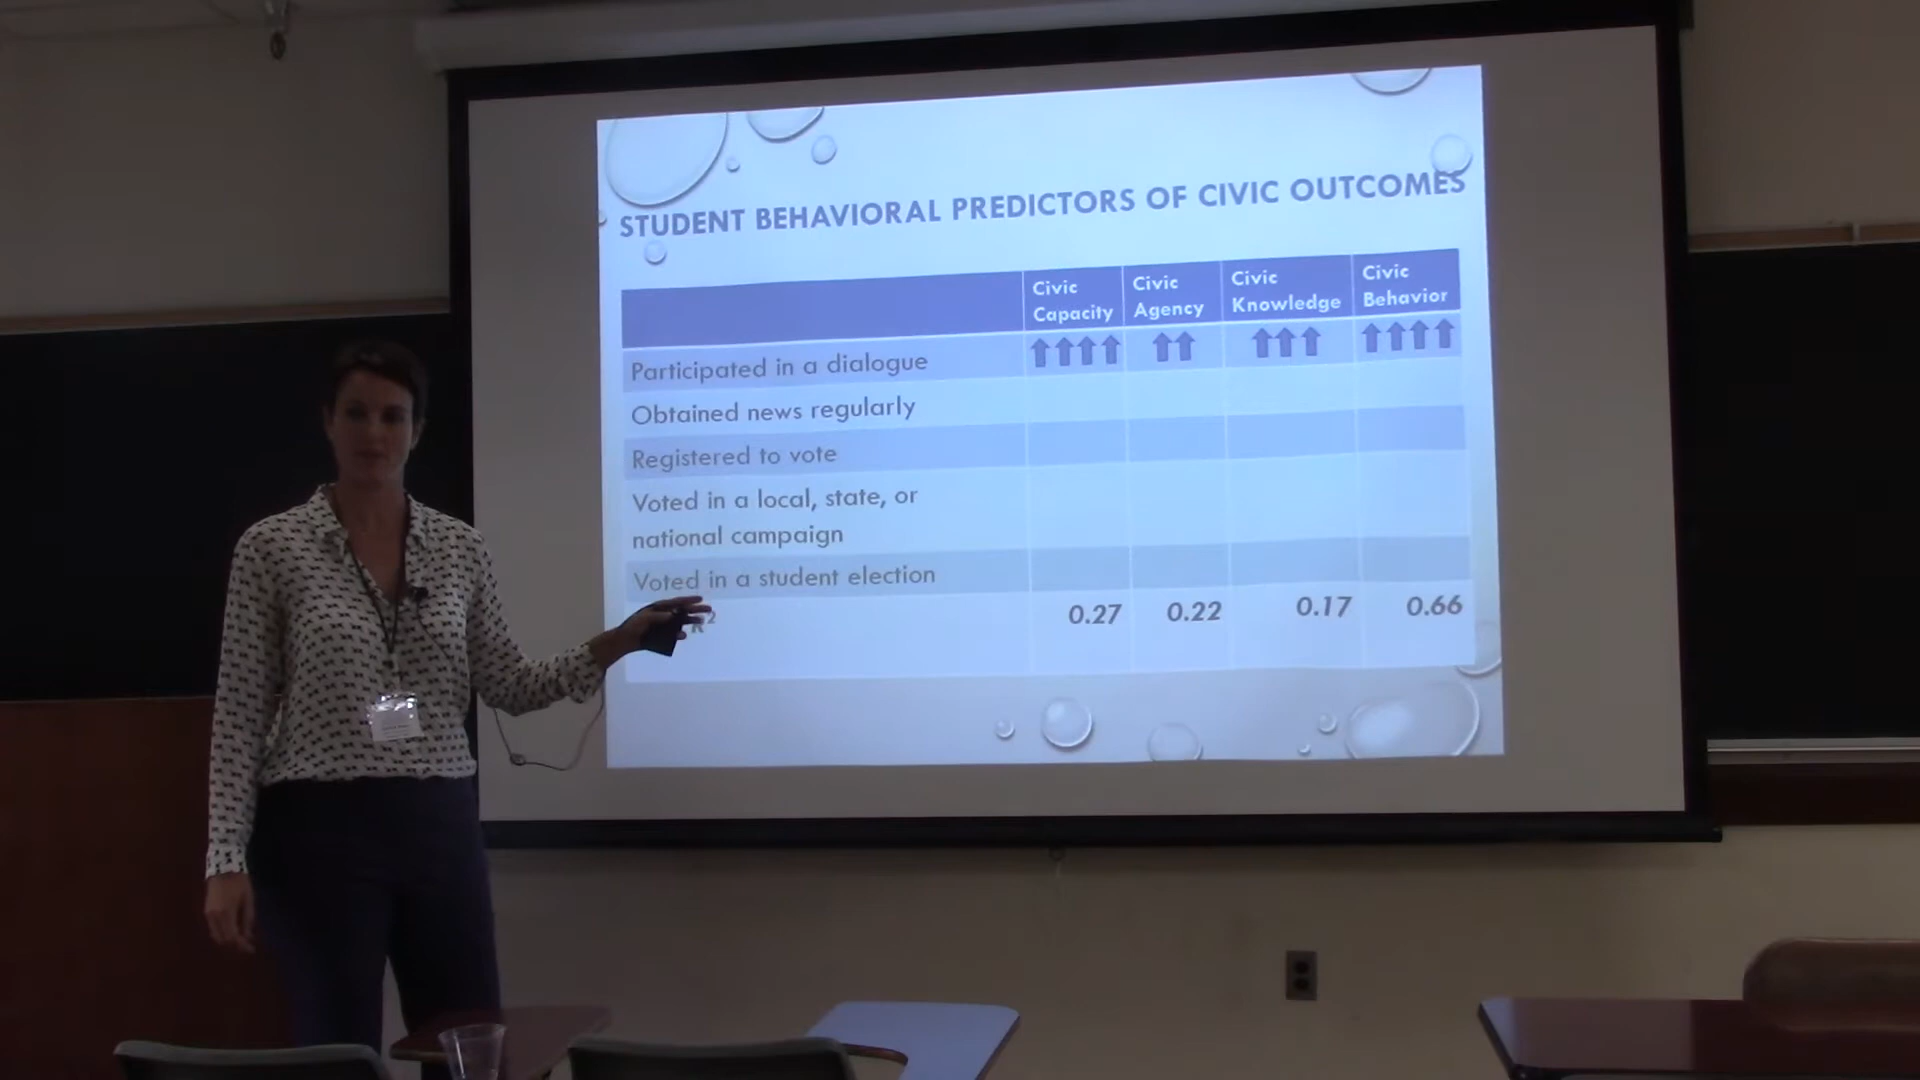 STUDENT BEHAVIORAL PREDICTORS OF CIVIC OUTCOMES
Civic Capacity
Civic Agency
Civic Knowledge
Civic Behavior
Participated in a dialogue
Obtained news regularly
Registered to vote
Voted in a local, state, or
national campaign
Voted in a student election
R² 0.27 0.22 0.17 0.66